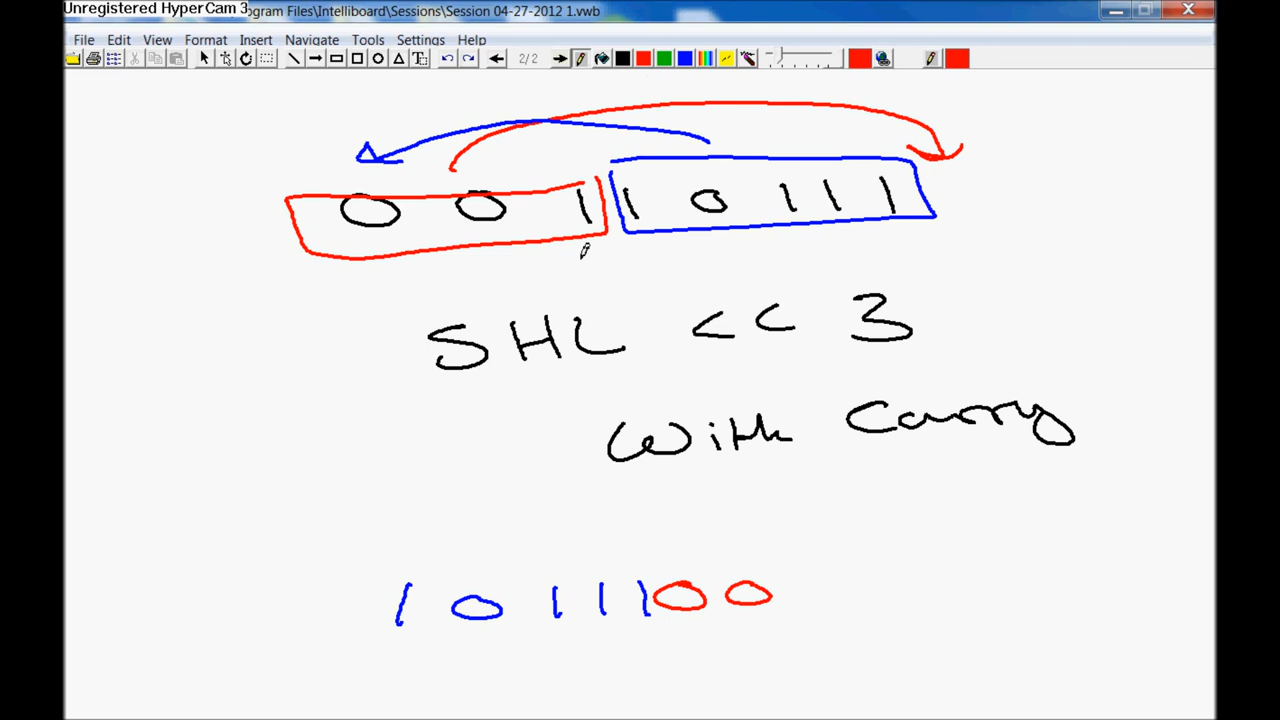 Unregistered HyperCam 3
ogram Files\Intelliboard\Sessions\Session 04-27-2012 1.vwb
File Edit View Format Insert Navigate Tools Settings Help
2/2
0 0 1 1 0 1 1 1
SHL << 3
With Carry
1 0 1 1 1 0 0